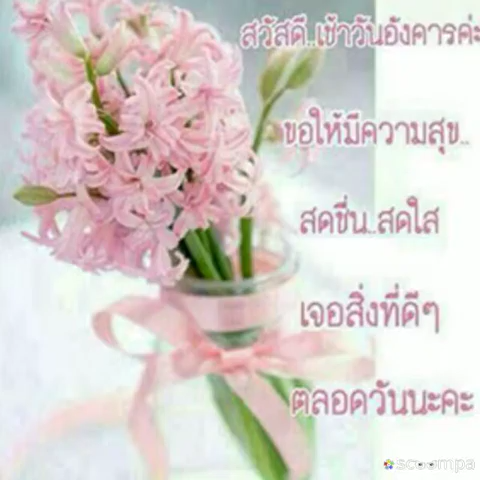 สวัสดี..เช้าวันอังคารค่ะ
ขอให้มีความสุข..
สดชื่น..สดใส
เจอสิ่งที่ดีๆ
ตลอดวันนะคะ